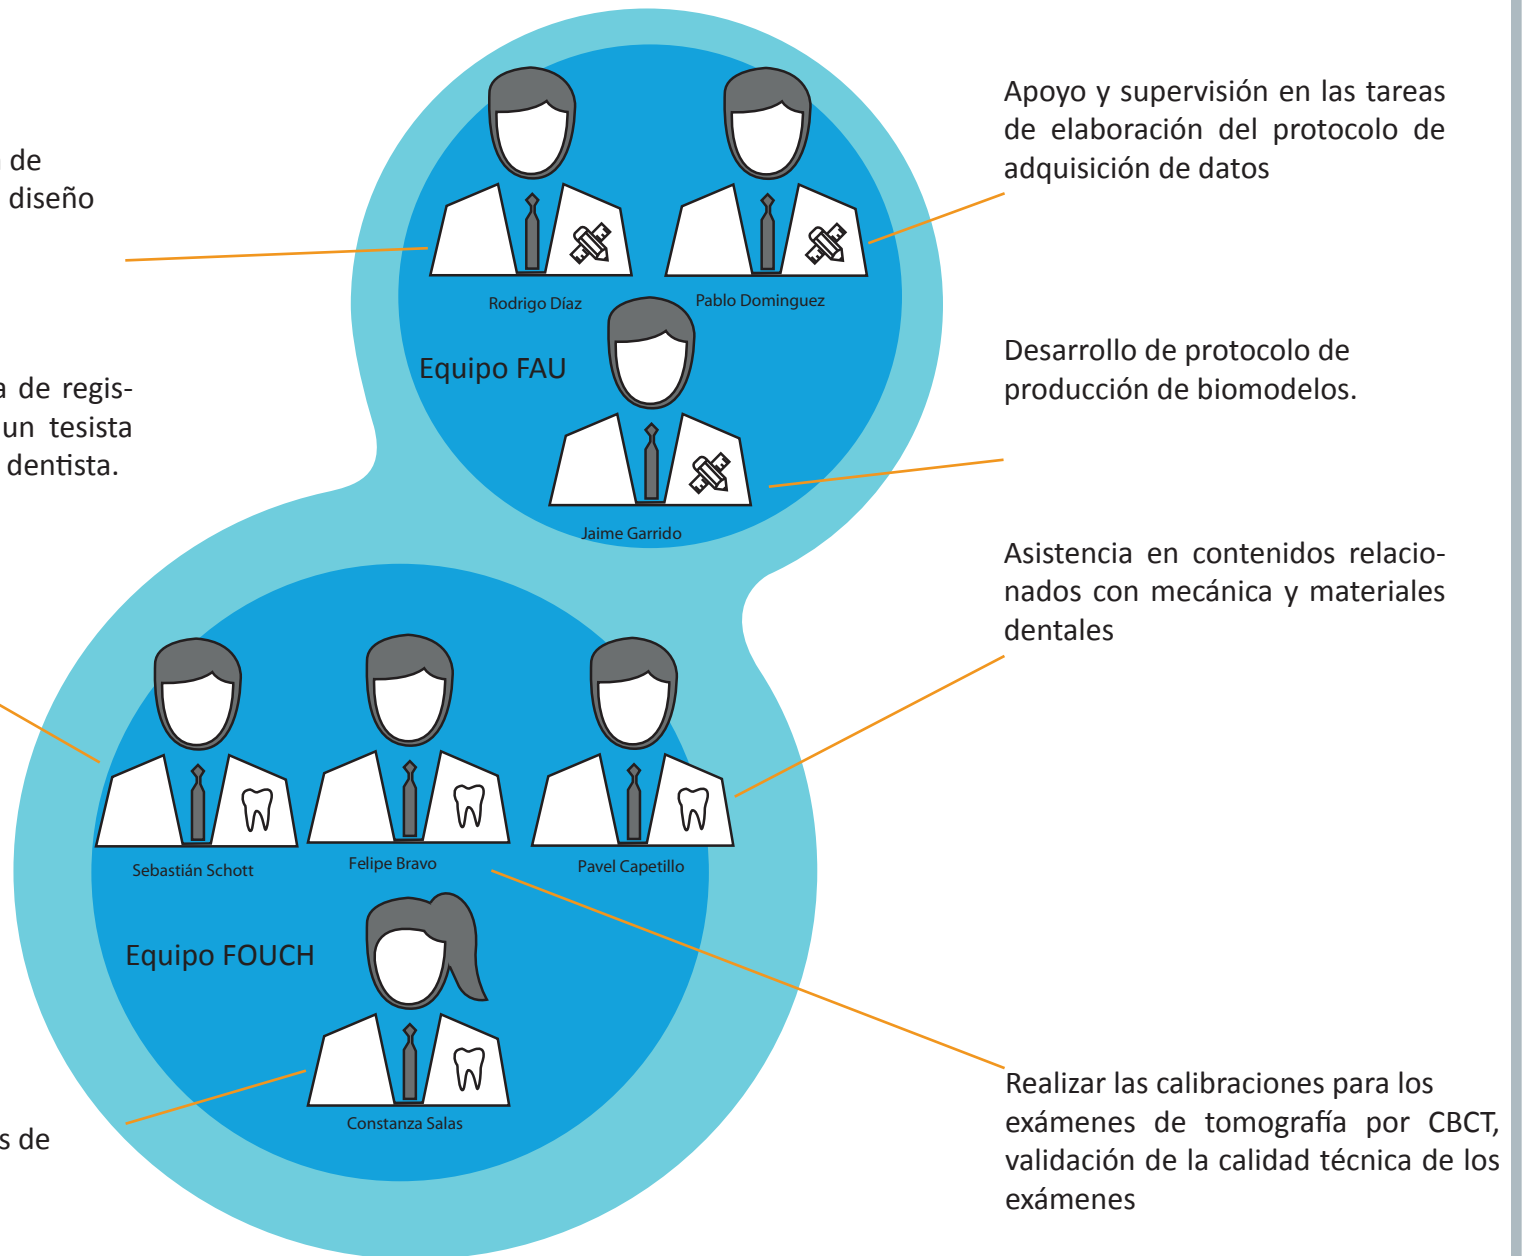 de
diseño
a de regis-
un tesista
dentista.
s de
Rodrigo Díaz
Pablo Dominguez
Equipo FAU
Jaime Garrido
Sebastián Schott
Felipe Bravo
Pavel Capetillo
Equipo FOUCH
Constanza Salas
Apoyo y supervisión en las tareas
de elaboración del protocolo de
adquisición de datos
Desarrollo de protocolo de
producción de biomodelos.
Asistencia en contenidos relacio-
nados con mecánica y materiales
dentales
Realizar las calibraciones para los
exámenes de tomografía por CBCT,
validación de la calidad técnica de los
exámenes